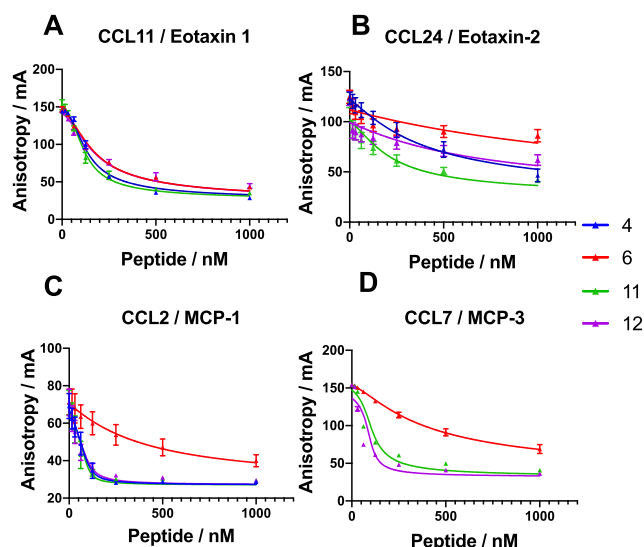 A
CCL11 / Eotaxin 1
Anisotropy / mA
200
150
100
50
0
0
500
1000
Peptide / nM
B
CCL24 / Eotaxin-2
Anisotropy / mA
150
100
50
0
0
500
1000
Peptide / nM
4
6
11
12
C
CCL2 / MCP-1
Anisotropy / mA
100
80
60
40
20
0
500
1000
Peptide / nM
D
CCL7 / MCP-3
Anisotropy / mA
200
150
100
50
0
0
500
1000
Peptide / nM